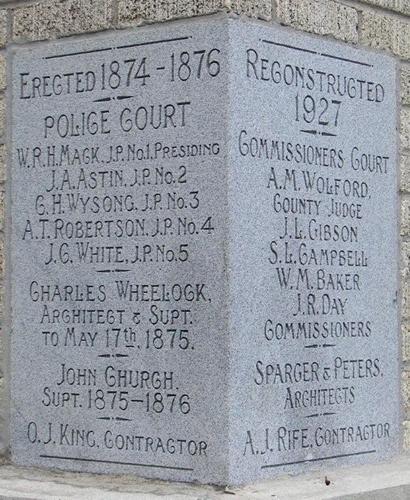 ERECTED 1874 - 1876
POLICE COURT
W.R.H. MACK, J.P. No.1, PRESIDING
J.A. ASTIN, J.P. No.2
G.H. WYSONG, J.P. No.3
A.T. ROBERTSON, J.P. No.4
J.G. WHITE, J.P. No.5
CHARLES WHEELOCK,
ARCHITECT & SUPT.
TO MAY 17th, 1875.
JOHN CHURCH,
SUPT. 1875-1876
O.J. KING, CONTRACTOR
RECONSTRUCTED
1927
COMMISSIONERS COURT
A.M. WOLFORD,
COUNTY JUDGE
J.L. GIBSON
S.L. CAMPBELL
W.M. BAKER
J.R. DAY
COMMISSIONERS
SPARGER & PETERS,
ARCHITECTS
A.J. RIFE, CONTRACTOR